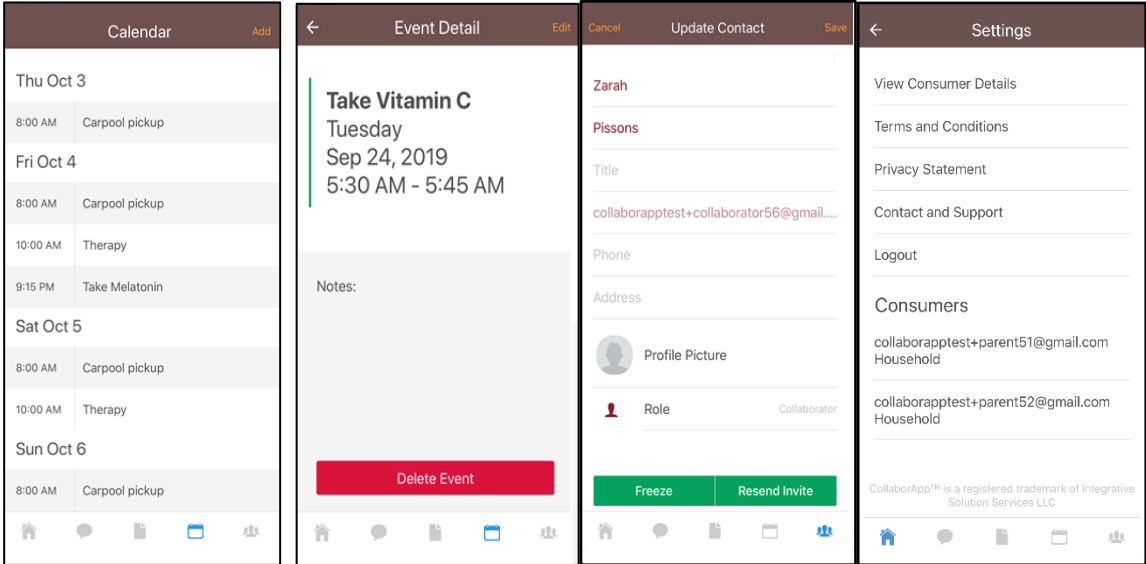 Calendar
Add
Thu Oct 3
8:00 AM Carpool pickup
Fri Oct 4
8:00 AM Carpool pickup
10:00 AM Therapy
9:15 PM Take Melatonin
Sat Oct 5
8:00 AM Carpool pickup
10:00 AM Therapy
Sun Oct 6
8:00 AM Carpool pickup
Event Detail
Edit
Take Vitamin C
Tuesday
Sep 24, 2019
5:30 AM - 5:45 AM
Notes:
Delete Event
Cancel
Update Contact
Save
Zarah
Pissons
Title
collaborapptest+collaborator56@gmail....
Phone
Address
Profile Picture
Role Collaborator
Freeze
Resend Invite
Settings
View Consumer Details
Terms and Conditions
Privacy Statement
Contact and Support
Logout
Consumers
collaborapptest+parent51@gmail.com
Household
collaborapptest+parent52@gmail.com
Household
CollaborApp™ is a registered trademark of Integrative
Solution Services LLC